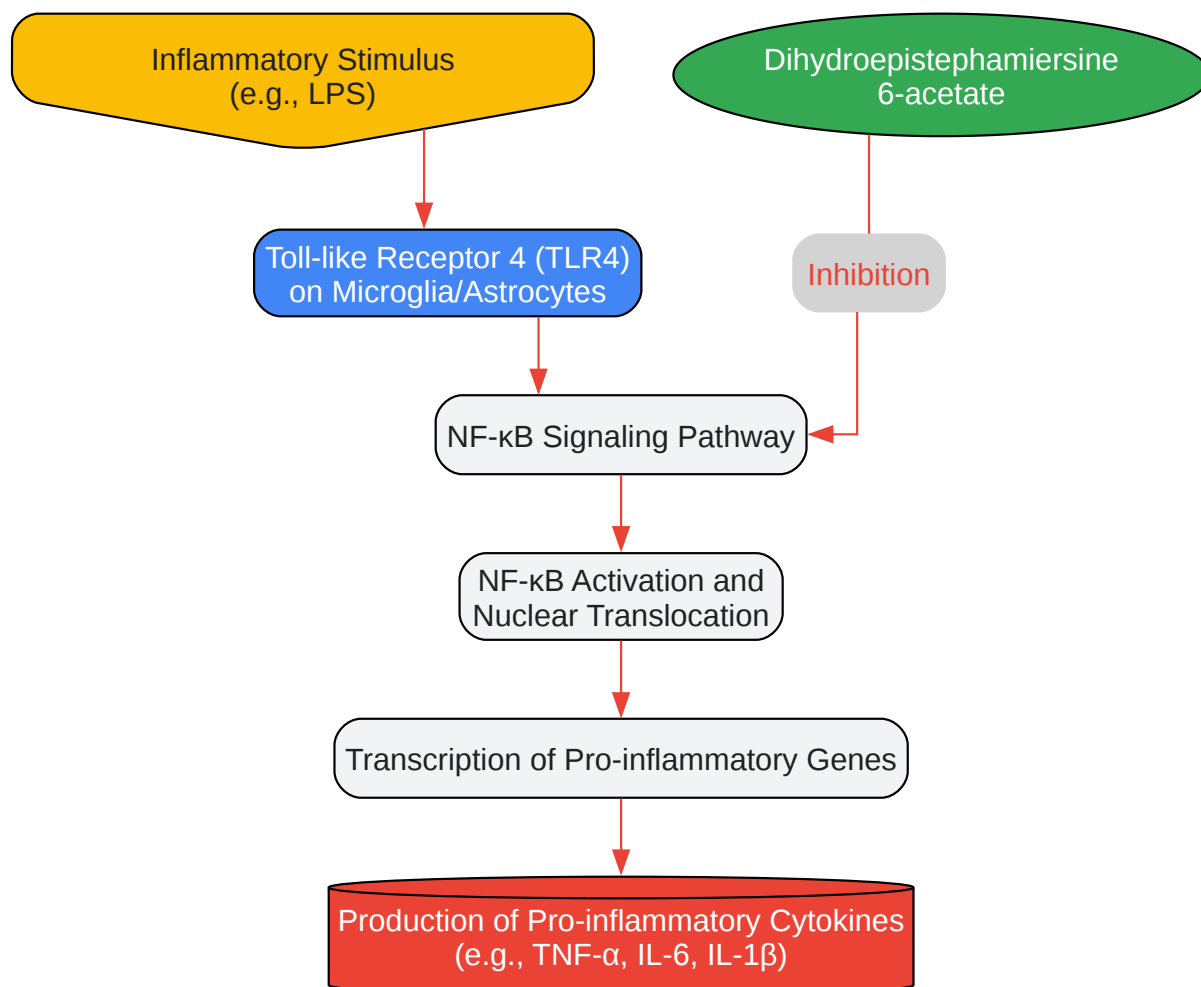 Inflammatory Stimulus
(e.g., LPS)
Dihydroepistephamiersine
6-acetate
Toll-like Receptor 4 (TLR4)
on Microglia/Astrocytes
Inhibition
NF-κB Signaling Pathway
NF-κB Activation and
Nuclear Translocation
Transcription of Pro-inflammatory Genes
Production of Pro-inflammatory Cytokines
(e.g., TNF-α, IL-6, IL-1β)